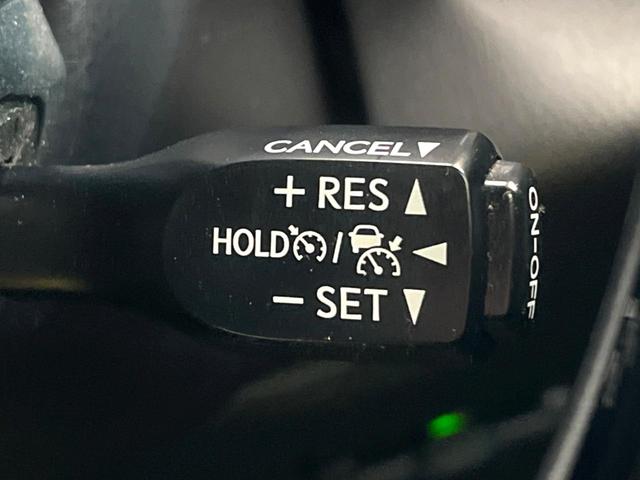 CANCEL▼
+ RES ▲
HOLD / ◀
− SET ▼
ON-OFF